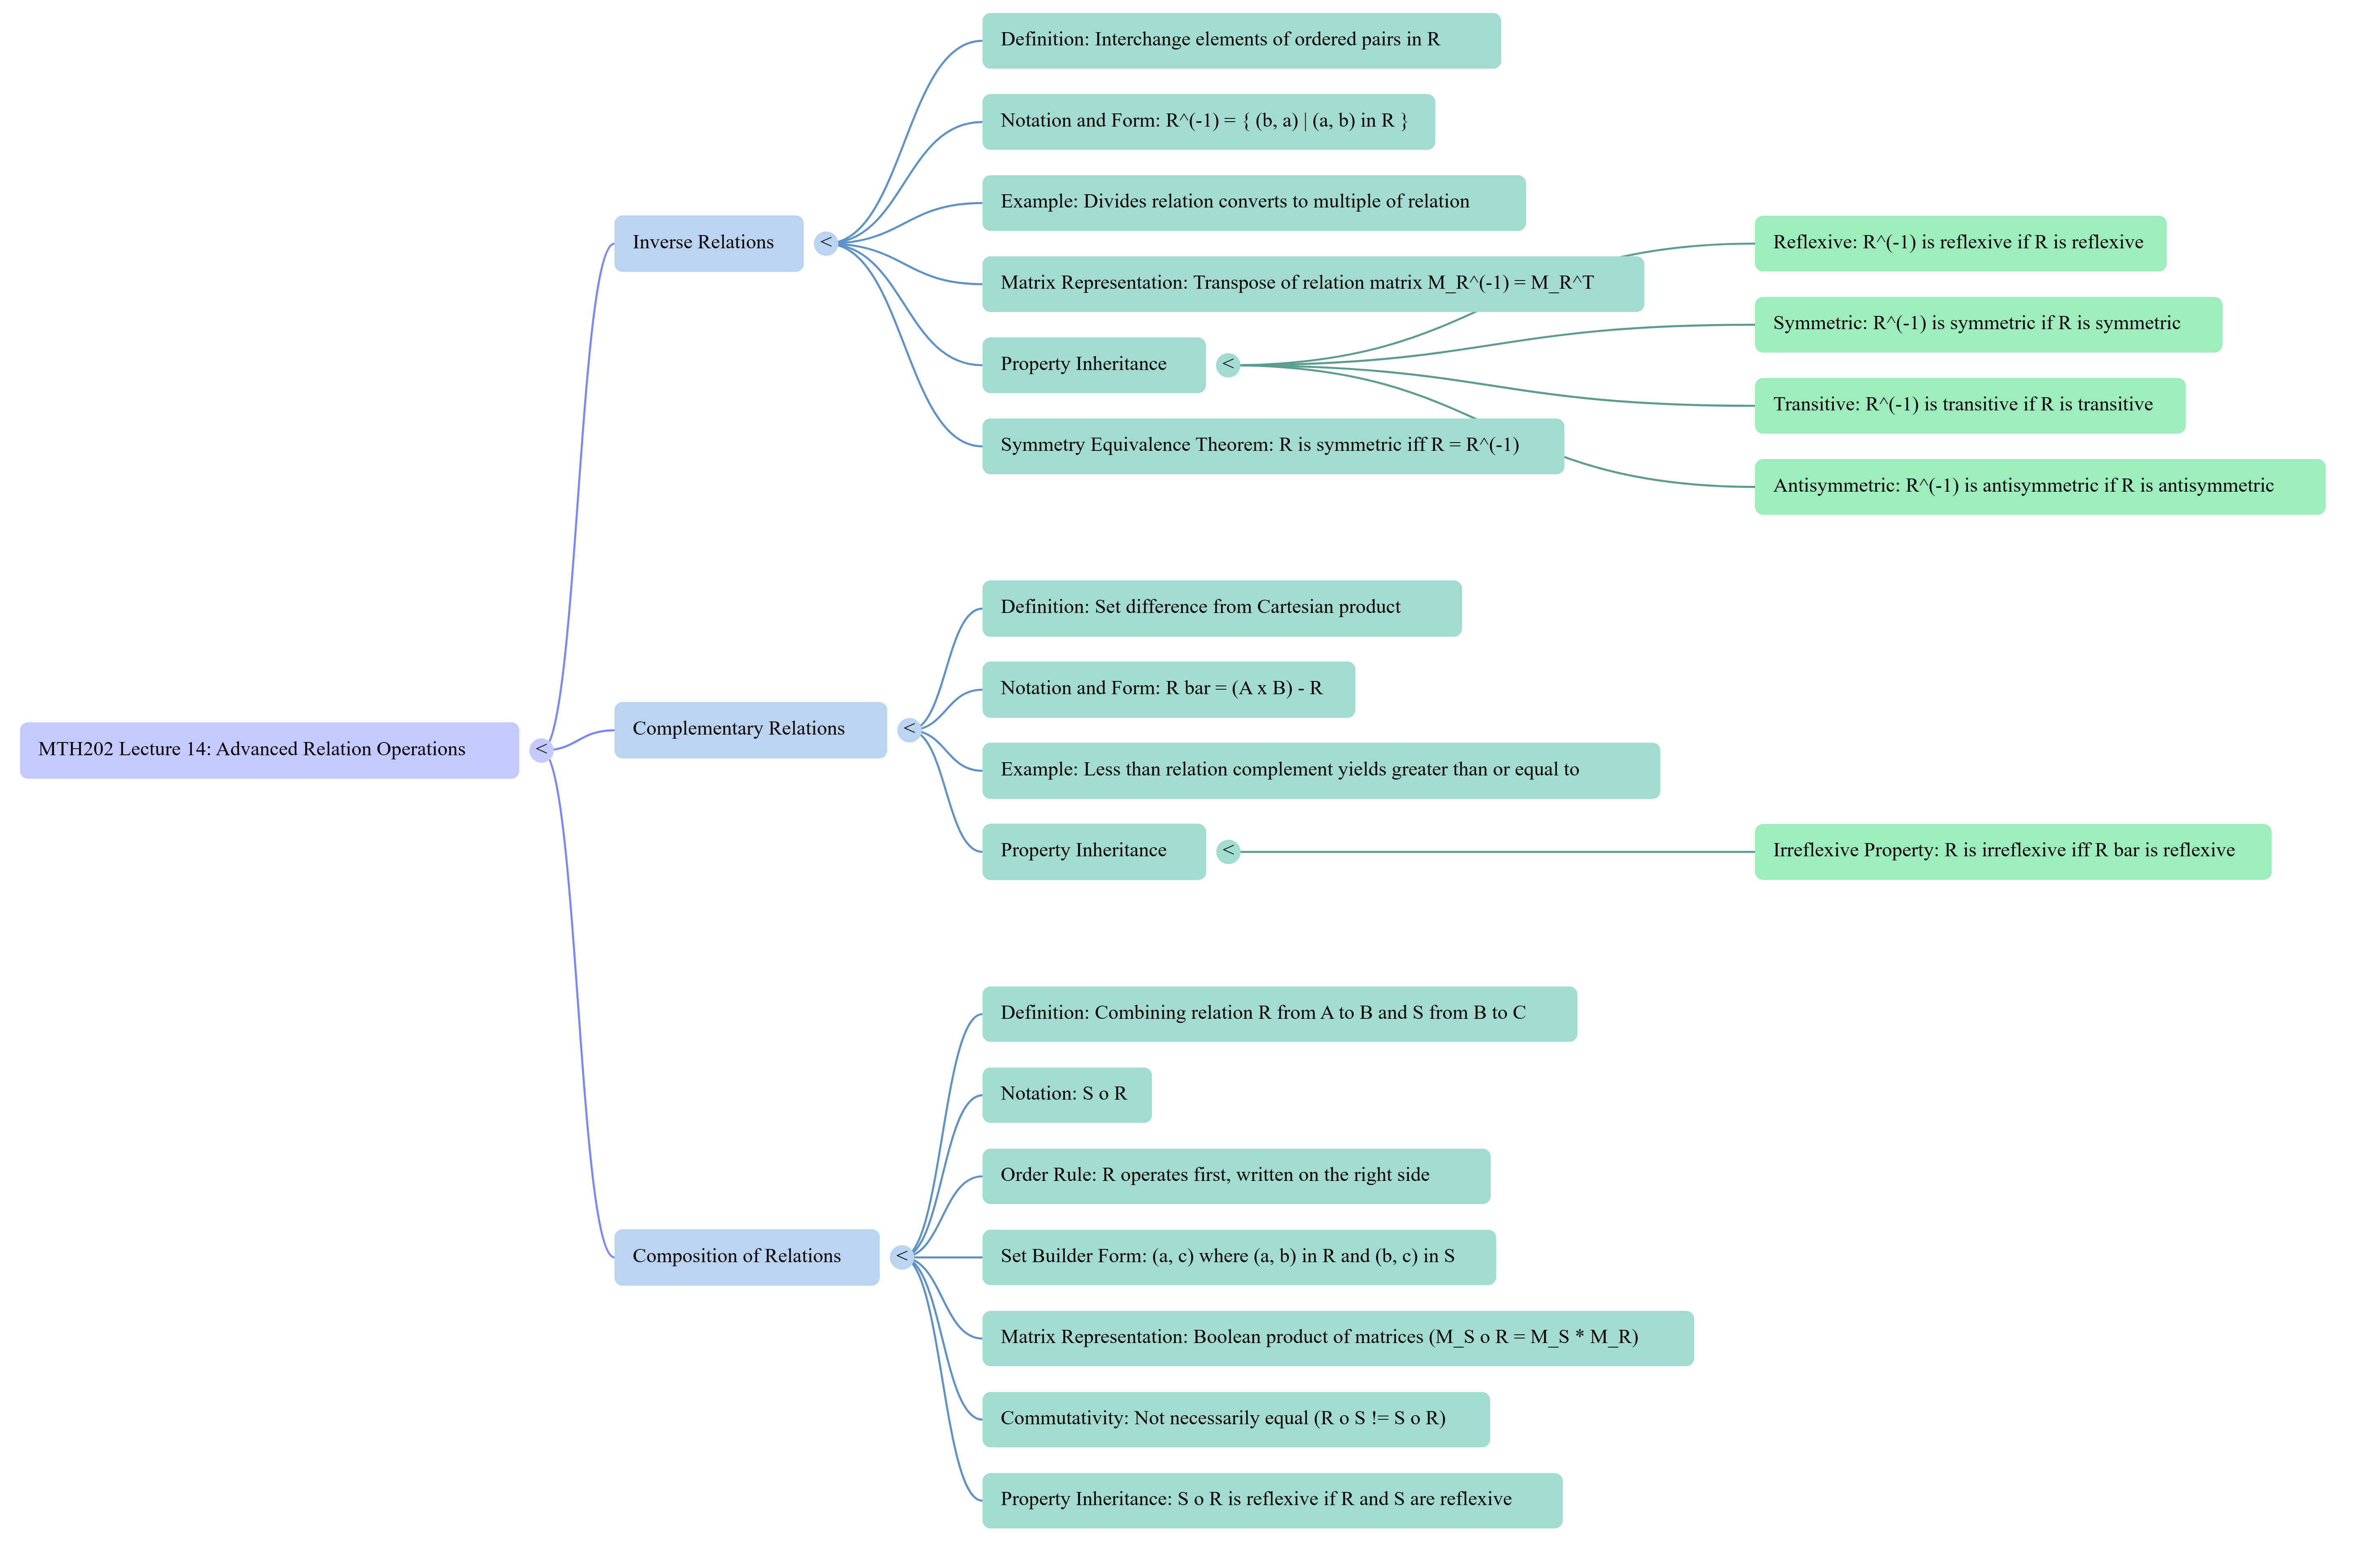 MTH202 Lecture 14: Advanced Relation Operations
<
Inverse Relations
<
Definition: Interchange elements of ordered pairs in R
Notation and Form: R^(-1) = { (b, a) | (a, b) in R }
Example: Divides relation converts to multiple of relation
Matrix Representation: Transpose of relation matrix M_R^(-1) = M_R^T
Property Inheritance
<
Reflexive: R^(-1) is reflexive if R is reflexive
Symmetric: R^(-1) is symmetric if R is symmetric
Transitive: R^(-1) is transitive if R is transitive
Antisymmetric: R^(-1) is antisymmetric if R is antisymmetric
Symmetry Equivalence Theorem: R is symmetric iff R = R^(-1)
Complementary Relations
<
Definition: Set difference from Cartesian product
Notation and Form: R bar = (A x B) - R
Example: Less than relation complement yields greater than or equal to
Property Inheritance
<
Irreflexive Property: R is irreflexive iff R bar is reflexive
Composition of Relations
<
Definition: Combining relation R from A to B and S from B to C
Notation: S o R
Order Rule: R operates first, written on the right side
Set Builder Form: (a, c) where (a, b) in R and (b, c) in S
Matrix Representation: Boolean product of matrices (M_S o R = M_S * M_R)
Commutativity: Not necessarily equal (R o S != S o R)
Property Inheritance: S o R is reflexive if R and S are reflexive